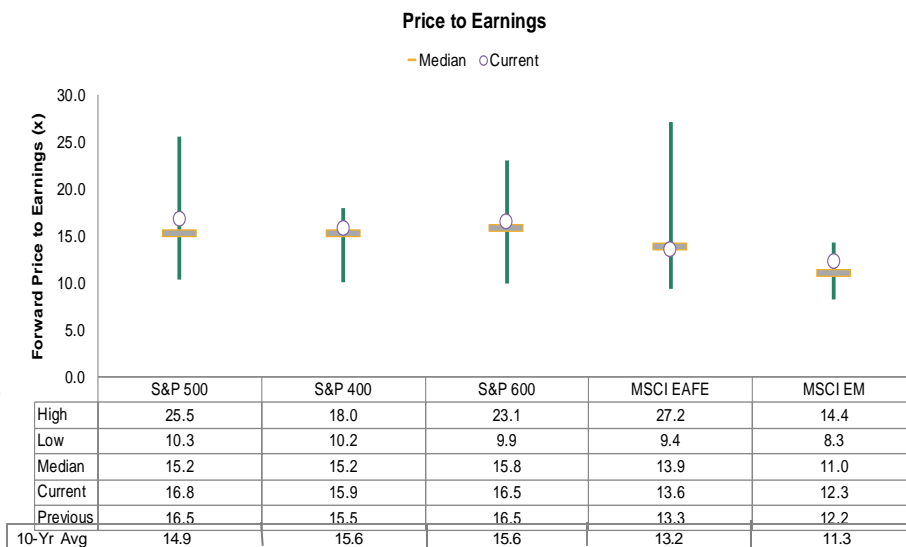 Price to Earnings
Median Current
Forward Price to Earnings (x)
30.0
25.0
20.0
15.0
10.0
5.0
0.0
S&P 500 S&P 400 S&P 600 MSCI EAFE MSCI EM
High 25.5 18.0 23.1 27.2 14.4
Low 10.3 10.2 9.9 9.4 8.3
Median 15.2 15.2 15.8 13.9 11.0
Current 16.8 15.9 16.5 13.6 12.3
Previous 16.5 15.5 16.5 13.3 12.2
10-Yr Avg 14.9 15.6 15.6 13.2 11.3